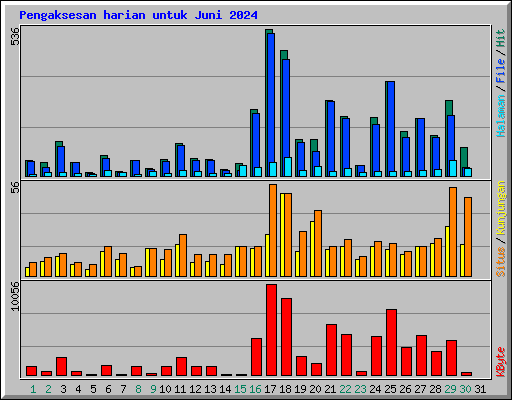 Pengaksesan harian untuk Juni 2024
536
Halaman / File / Hit
56
Situs / Kunjungan
10056
KByte
1 2 3 4 5 6 7 8 9 10 11 12 13 14 15 16 17 18 19 20 21 22 23 24 25 26 27 28 29 30 31